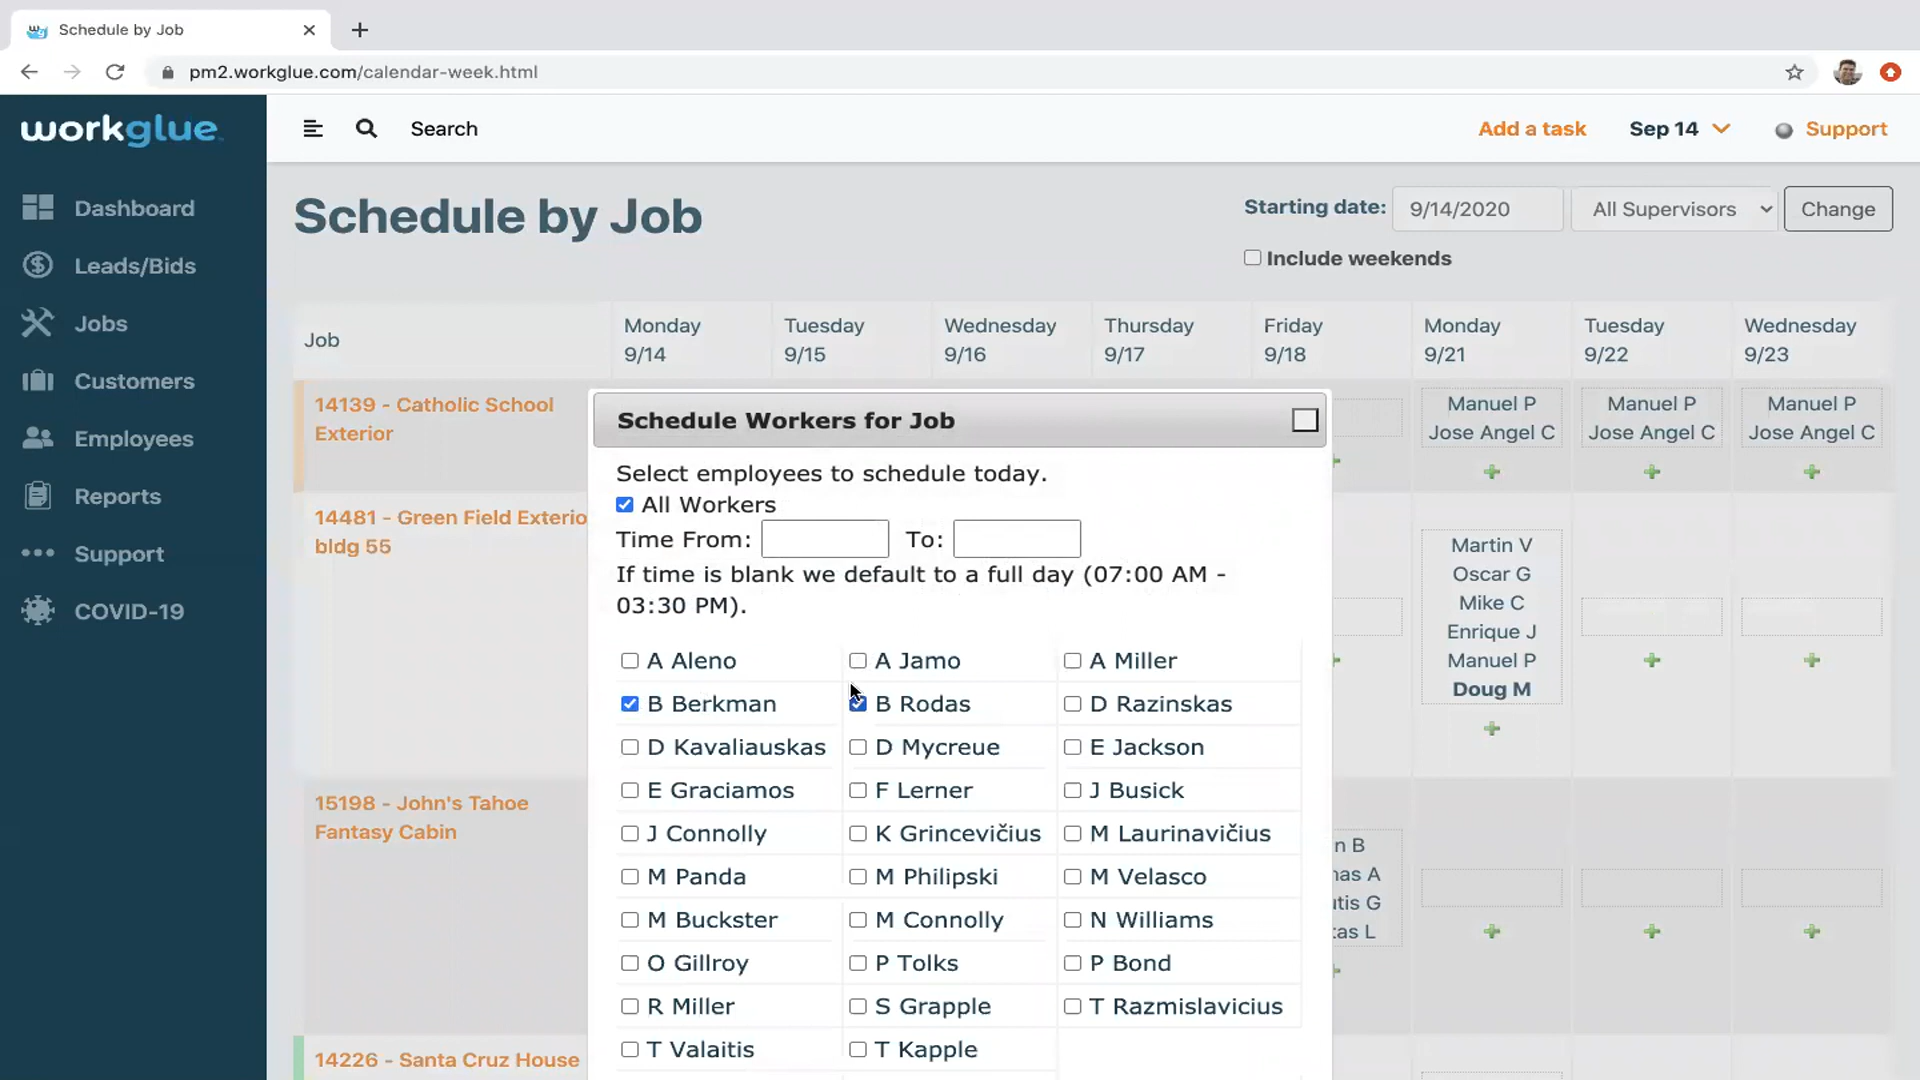 Schedule by Job
pm2.workglue.com/calendar-week.html
workglue
Search
Add a task
Sep 14
Support
Dashboard
Leads/Bids
Jobs
Customers
Employees
Reports
Support
COVID-19
Schedule by Job
Starting date:
9/14/2020
All Supervisors
Change
Include weekends
Job
Monday
9/14
Tuesday
9/15
Wednesday
9/16
Thursday
9/17
Friday
9/18
Monday
9/21
Tuesday
9/22
Wednesday
9/23
14139 - Catholic School
Exterior
Manuel P
Jose Angel C
Manuel P
Jose Angel C
Manuel P
Jose Angel C
14481 - Green Field Exterio
bldg 55
Martin V
Oscar G
Mike C
Enrique J
Manuel P
Doug M
15198 - John's Tahoe
Fantasy Cabin
n B
nas A
utis G
tas L
14226 - Santa Cruz House
Schedule Workers for Job
Select employees to schedule today.
All Workers
Time From: To:
If time is blank we default to a full day (07:00 AM -
03:30 PM).
A Aleno A Jamo A Miller
B Berkman B Rodas D Razinskas
D Kavaliauskas D Mycreue E Jackson
E Graciamos F Lerner J Busick
J Connolly K Grincevičius M Laurinavičius
M Panda M Philipski M Velasco
M Buckster M Connolly N Williams
O Gillroy P Tolks P Bond
R Miller S Grapple T Razmislavicius
T Valaitis T Kapple